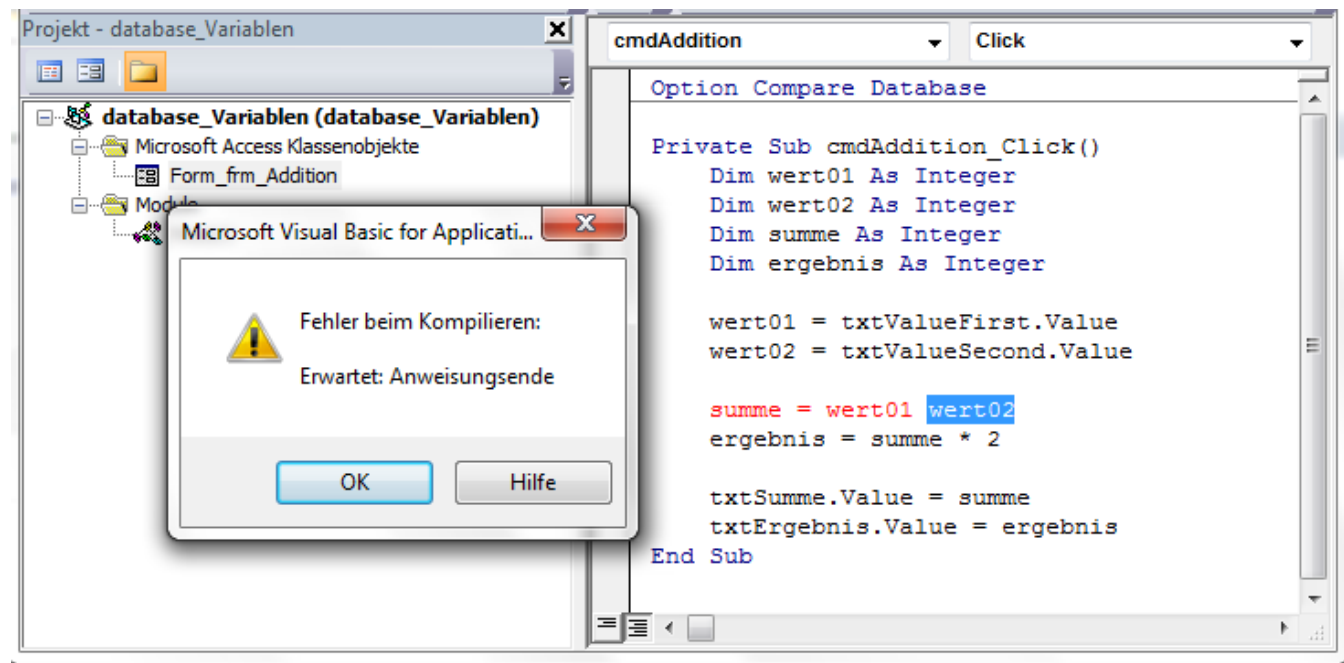 Projekt - database_Variablen
database_Variablen (database_Variablen)
Microsoft Access Klassenobjekte
Form_frm_Addition
Module
Microsoft Visual Basic for Applicati...
Fehler beim Kompilieren:
Erwartet: Anweisungsende
OK Hilfe
cmdAddition Click
Option Compare Database
Private Sub cmdAddition_Click()
Dim wert01 As Integer
Dim wert02 As Integer
Dim summe As Integer
Dim ergebnis As Integer
wert01 = txtValueFirst.Value
wert02 = txtValueSecond.Value
summe = wert01 wert02
ergebnis = summe * 2
txtSumme.Value = summe
txtErgebnis.Value = ergebnis
End Sub